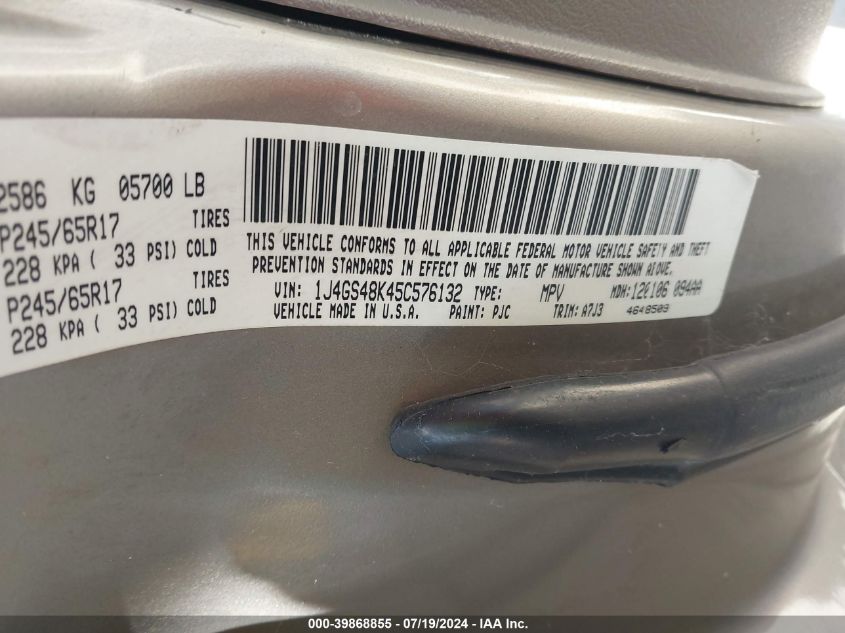 2586 KG 05700 LB
P245/65R17 TIRES
228 KPA ( 33 PSI) COLD
P245/65R17 TIRES
228 KPA ( 33 PSI) COLD
THIS VEHICLE CONFORMS TO ALL APPLICABLE FEDERAL MOTOR VEHICLE SAFETY AND THEFT
PREVENTION STANDARDS IN EFFECT ON THE DATE OF MANUFACTURE SHOWN ABOVE.
VIN: 1J4GS48K45C576132 TYPE: MPV MDH: 120106 094AA
VEHICLE MADE IN U.S.A. PAINT: PJC TRIM: A7J3 4648509
000-39868855 - 07/19/2024 - IAA Inc.